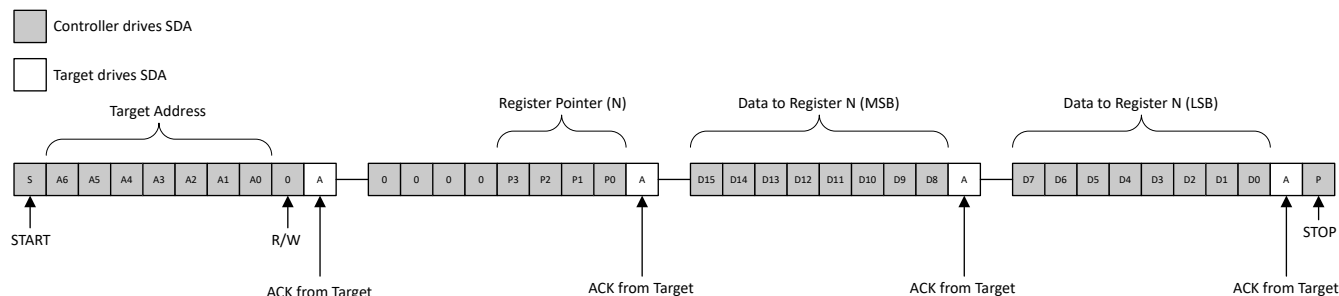 Controller drives SDA
Target drives SDA
Target Address
Register Pointer (N)
Data to Register N (MSB)
Data to Register N (LSB)
S A6 A5 A4 A3 A2 A1 A0 0 A 0 0 0 0 P3 P2 P1 P0 A D15 D14 D13 D12 D11 D10 D9 D8 A D7 D6 D5 D4 D3 D2 D1 D0 A P
START
R/W
STOP
ACK from Target
ACK from Target
ACK from Target
ACK from Target